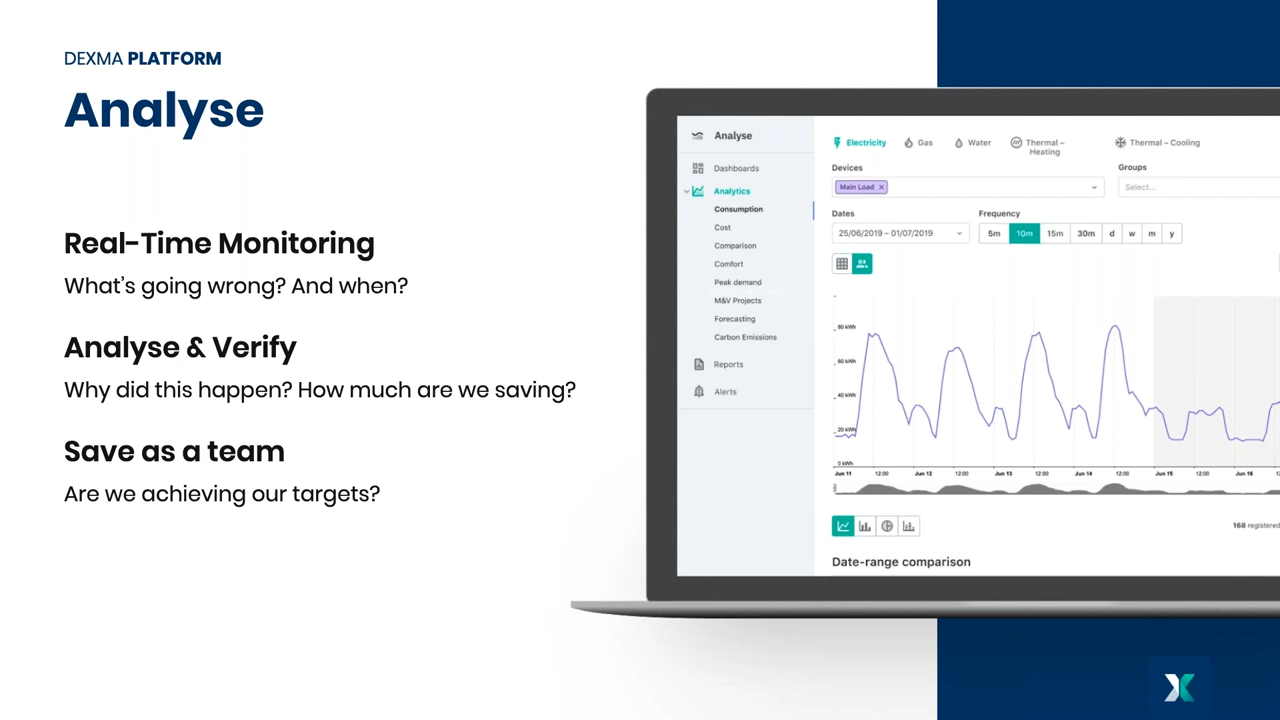 DEXMA PLATFORM
Analyse
Real-Time Monitoring
What's going wrong? And when?
Analyse & Verify
Why did this happen? How much are we saving?
Save as a team
Are we achieving our targets?
Analyse
Dashboards
Analytics
Consumption
Cost
Comparison
Comfort
Peak demand
M&V Projects
Forecasting
Carbon Emissions
Reports
Alerts
Electricity Gas Water Thermal – Heating Thermal – Cooling
Devices Groups
Main Load × Select...
Dates Frequency
25/06/2019 – 01/07/2019 5m 10m 15m 30m d w m y
80 kWh
60 kWh
40 kWh
20 kWh
0 kWh
Jun 11 12:00 Jun 12 12:00 Jun 13 12:00 Jun 14 12:00 Jun 15 12:00 Jun 16 12:00
168 registered
Date-range comparison